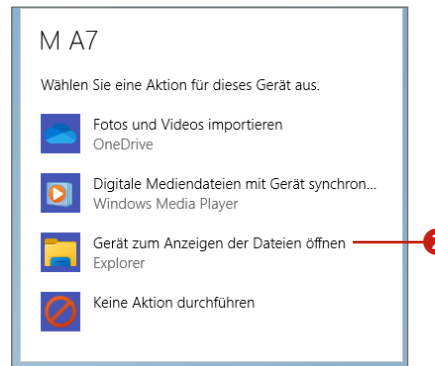 M A7
Wählen Sie eine Aktion für dieses Gerät aus.
Fotos und Videos importieren
OneDrive
Digitale Mediendateien mit Gerät synchron...
Windows Media Player
Gerät zum Anzeigen der Dateien öffnen
Explorer
Keine Aktion durchführen